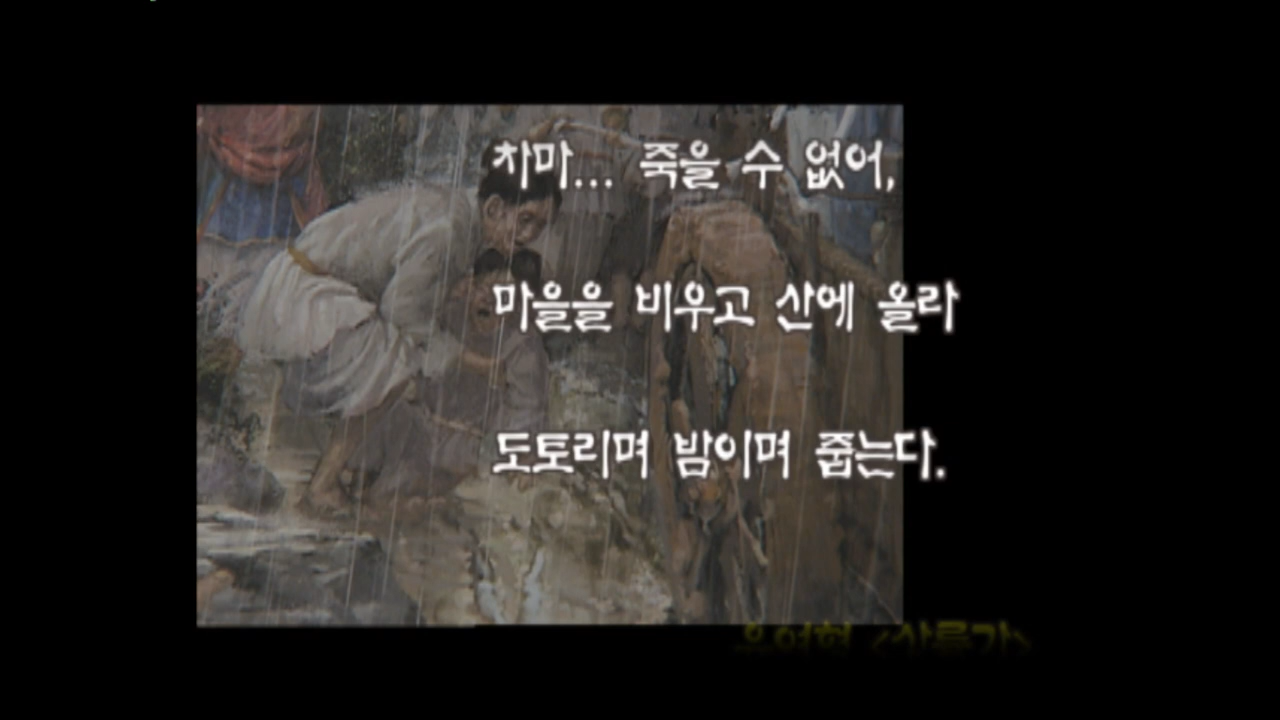 차마... 죽을 수 없어,
마을을 비우고 산에 올라
도토리며 밤이며 줍는다.